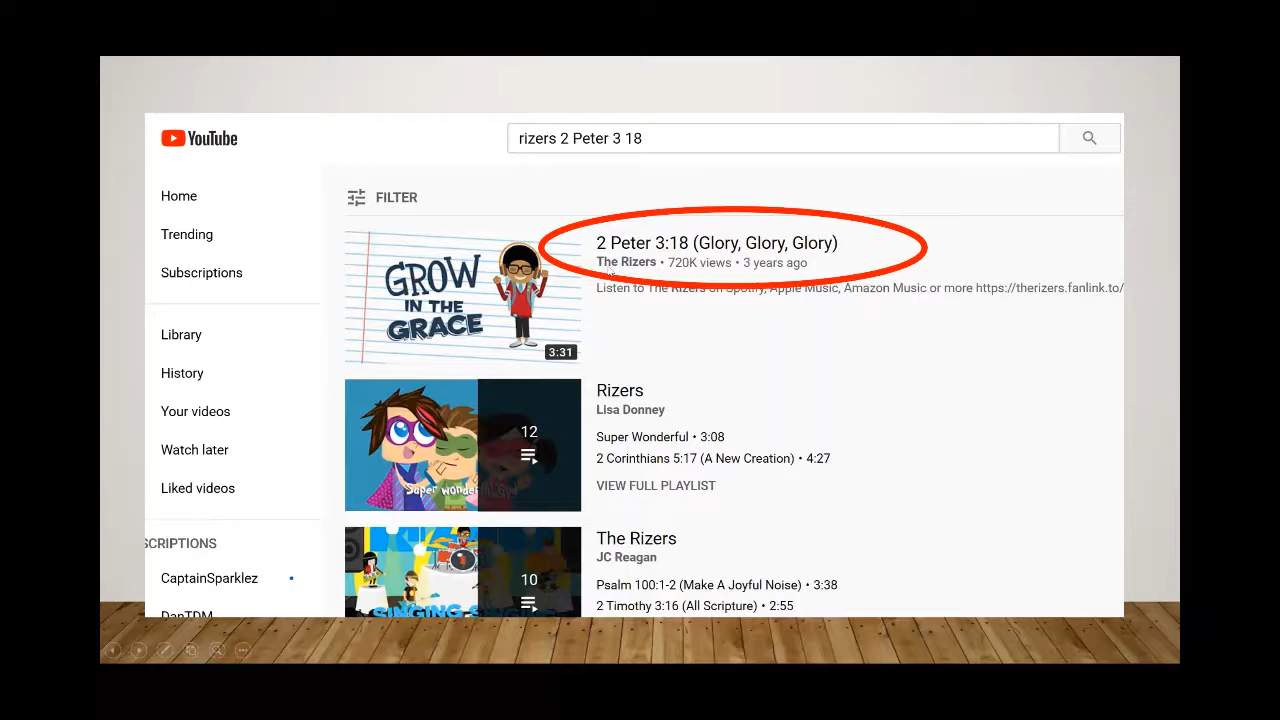 YouTube
rizers 2 Peter 3 18
Home
Trending
Subscriptions
Library
History
Your videos
Watch later
Liked videos
SCRIPTIONS
CaptainSparklez
DanTDM
FILTER
GROW
IN THE
GRACE
3:31
2 Peter 3:18 (Glory, Glory, Glory)
The Rizers • 720K views • 3 years ago
Listen to The Rizers on Spotify, Apple Music, Amazon Music or more https://therizers.fanlink.to/
Super Wonderful
12
Rizers
Lisa Donney
Super Wonderful • 3:08
2 Corinthians 5:17 (A New Creation) • 4:27
VIEW FULL PLAYLIST
SINGING
10
The Rizers
JC Reagan
Psalm 100:1-2 (Make A Joyful Noise) • 3:38
2 Timothy 3:16 (All Scripture) • 2:55